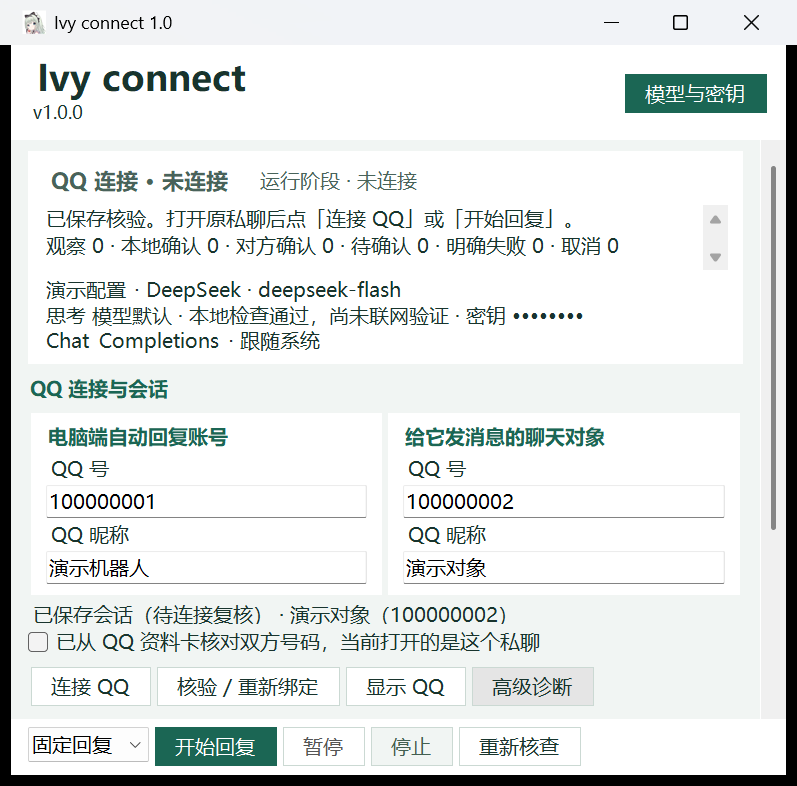 Ivy connect 1.0
Ivy connect
v1.0.0
模型与密钥
QQ 连接 · 未连接 运行阶段 · 未连接
已保存核验。打开原私聊后点「连接 QQ」或「开始回复」。
观察 0 · 本地确认 0 · 对方确认 0 · 待确认 0 · 明确失败 0 · 取消 0
演示配置 · DeepSeek · deepseek-flash
思考 模型默认 · 本地检查通过，尚未联网验证 · 密钥 ••••••••
Chat Completions · 跟随系统
QQ 连接与会话
电脑端自动回复账号
QQ 号
100000001
QQ 昵称
演示机器人
给它发消息的聊天对象
QQ 号
100000002
QQ 昵称
演示对象
已保存会话（待连接复核） · 演示对象（100000002）
已从 QQ 资料卡核对双方号码，当前打开的是这个私聊
连接 QQ 核验 / 重新绑定 显示 QQ 高级诊断
固定回复 开始回复 暂停 停止 重新核查